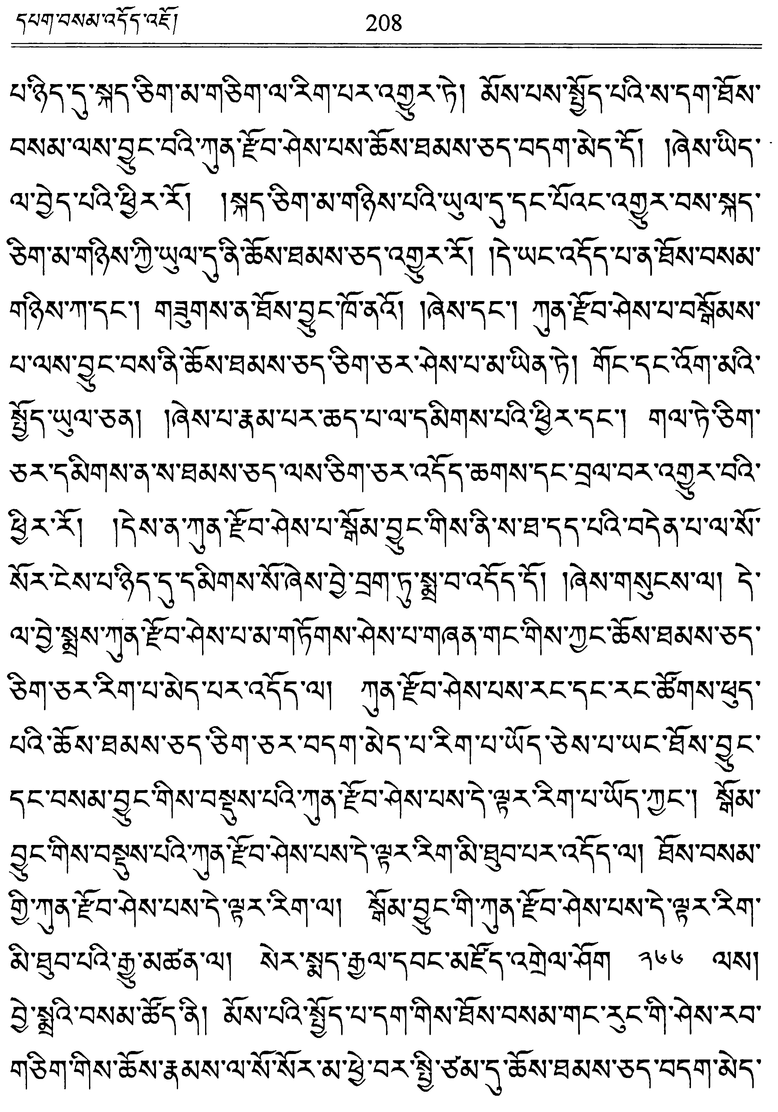 དཔག་བསམ་འདོད་འཇོ།
208
པ་ཉིད་དུ་སྐད་ཅིག་མ་གཅིག་ལ་རིག་པར་འགྱུར་ཏེ། མོས་པས་སྤྱོད་པའི་ས་དག་ཐོས་
བསམ་ལས་བྱུང་བའི་ཀུན་རྫོབ་ཤེས་པས་ཆོས་ཐམས་ཅད་བདག་མེད་དོ། །ཞེས་ཡིད་
ལ་བྱེད་པའི་ཕྱིར་རོ། །སྐད་ཅིག་མ་གཉིས་པའི་ཡུལ་དུ་དང་པོའང་འགྱུར་བས་སྐད་
ཅིག་མ་གཉིས་ཀྱི་ཡུལ་དུ་ནི་ཆོས་ཐམས་ཅད་འགྱུར་རོ། །དེ་ཡང་འདོད་པ་ན་ཐོས་བསམ་
གཉིས་ཀ་དང་། གཟུགས་ན་ཐོས་བྱུང་ཁོ་ནའོ། །ཞེས་དང་། ཀུན་རྫོབ་ཤེས་པ་བསྒོམས་
པ་ལས་བྱུང་བས་ནི་ཆོས་ཐམས་ཅད་ཅིག་ཅར་ཤེས་པ་མ་ཡིན་ཏེ། གོང་དང་འོག་མའི་
སྤྱོད་ཡུལ་ཅན། །ཞེས་པ་རྣམ་པར་ཆད་པ་ལ་དམིགས་པའི་ཕྱིར་དང་། གལ་ཏེ་ཅིག་
ཅར་དམིགས་ན་ས་ཐམས་ཅད་ལས་ཅིག་ཅར་འདོད་ཆགས་དང་བྲལ་བར་འགྱུར་བའི་
ཕྱིར་རོ། །དེས་ན་ཀུན་རྫོབ་ཤེས་པ་སྒོམ་བྱུང་གིས་ནི་ས་ཐ་དད་པའི་བདེན་པ་ལ་སོ་
སོར་ངེས་པ་ཉིད་དུ་དམིགས་སོ་ཞེས་བྱེ་བྲག་ཏུ་སྨྲ་བ་འདོད་དོ། །ཞེས་གསུངས་ལ། དེ་
ལ་བྱེ་སྨྲས་ཀུན་རྫོབ་ཤེས་པ་མ་གཏོགས་ཤེས་པ་གཞན་གང་གིས་ཀྱང་ཆོས་ཐམས་ཅད་
ཅིག་ཅར་རིག་པ་མེད་པར་འདོད་ལ། ཀུན་རྫོབ་ཤེས་པས་རང་དང་རང་ཚོགས་ཕུད་
པའི་ཆོས་ཐམས་ཅད་ཅིག་ཅར་བདག་མེད་པ་རིག་པ་ཡོད་ཅེས་པ་ཡང་ཐོས་བྱུང་
དང་བསམ་བྱུང་གིས་བསྡུས་པའི་ཀུན་རྫོབ་ཤེས་པས་དེ་ལྟར་རིག་པ་ཡོད་ཀྱང་། སྒོམ་
བྱུང་གིས་བསྡུས་པའི་ཀུན་རྫོབ་ཤེས་པས་དེ་ལྟར་རིག་མི་ཐུབ་པར་འདོད་ལ། ཐོས་བསམ་
གྱི་ཀུན་རྫོབ་ཤེས་པས་དེ་ལྟར་རིག་ལ། སྒོམ་བྱུང་གི་ཀུན་རྫོབ་ཤེས་པས་དེ་ལྟར་རིག་
མི་ཐུབ་པའི་རྒྱུ་མཚན་ལ། སེར་སྨད་རྒྱལ་དབང་མཛོད་འགྲེལ་ཤོག ༢༦༦ ལས།
བྱེ་སྨྲའི་བསམ་ཚོད་ནི། མོས་པའི་སྤྱོད་པ་དག་གིས་ཐོས་བསམ་གང་རུང་གི་ཤེས་རབ་
གཅིག་གིས་ཆོས་རྣམས་ལ་སོ་སོར་མ་ཕྱེ་བར་སྤྱི་ཙམ་དུ་ཆོས་ཐམས་ཅད་བདག་མེད་